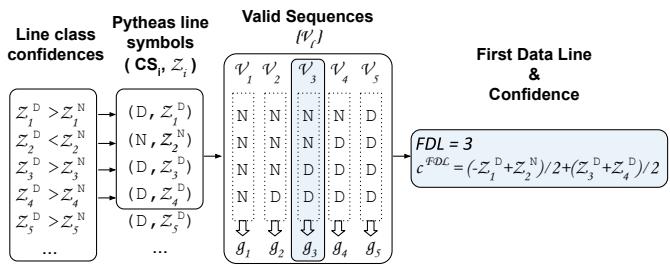 Line class confidences
Pytheas line symbols ( CSᵢ, 𝒵ᵢ )
Valid Sequences {𝒱ᵢ}
First Data Line & Confidence
𝒵₁ᴰ >𝒵₁ᴺ
𝒵₂ᴰ <𝒵₂ᴺ
𝒵₃ᴰ >𝒵₃ᴺ
𝒵₄ᴰ >𝒵₄ᴺ
𝒵₅ᴰ >𝒵₅ᴺ
...
(D,𝒵₁ᴰ)
(N,𝒵₂ᴺ)
(D,𝒵₃ᴰ)
(D,𝒵₄ᴰ)
(D,𝒵₅ᴰ)
...
𝒱₁ 𝒱₂ 𝒱₃ 𝒱₄ 𝒱₅
N N N N D
N N N D D
N N D D D
N D D D D
g₁ g₂ g₃ g₄ g₅
FDL = 3
c^FDL = (-𝒵₁ᴰ+𝒵₂ᴺ)/2+(𝒵₃ᴰ+𝒵₄ᴰ)/2